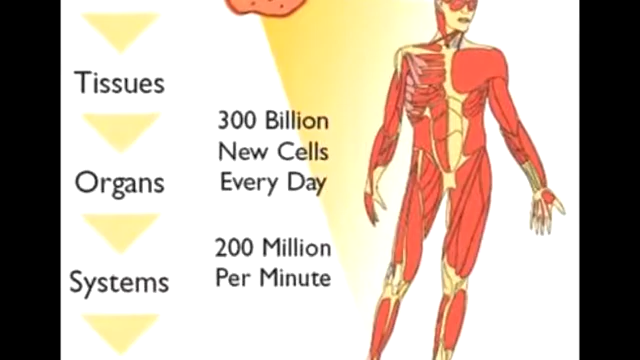 Tissues
Organs
Systems
300 Billion
New Cells
Every Day
200 Million
Per Minute